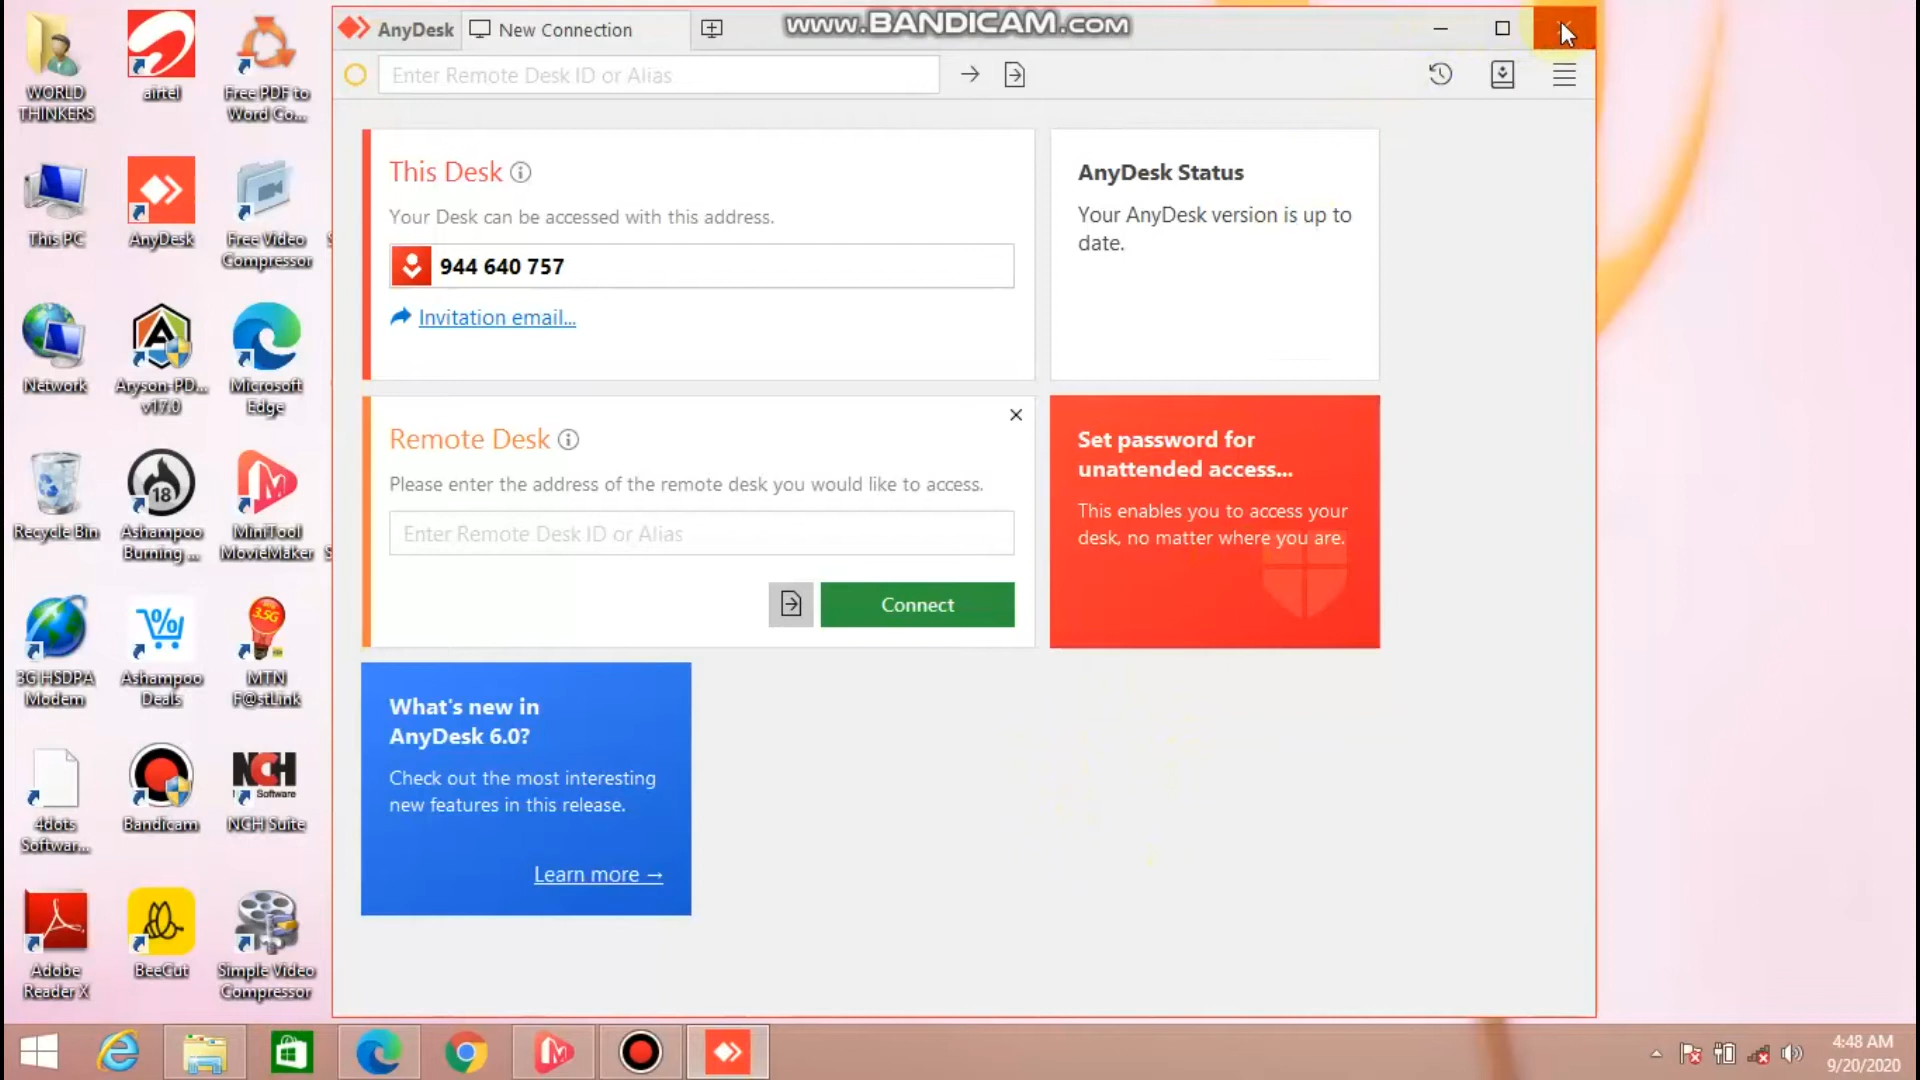 www.BANDICAM.com
AnyDesk
New Connection
Enter Remote Desk ID or Alias
This Desk
Your Desk can be accessed with this address.
944 640 757
Invitation email...
AnyDesk Status
Your AnyDesk version is up to
date.
Remote Desk
Please enter the address of the remote desk you would like to access.
Enter Remote Desk ID or Alias
Connect
Set password for
unattended access...
This enables you to access your
desk, no matter where you are.
What's new in
AnyDesk 6.0?
Check out the most interesting
new features in this release.
Learn more →
WORLD
THINKERS
airtel
Free PDF to
Word Co...
This PC
AnyDesk
Free Video
Compressor
Network
Aryson-PD...
v17.0
Microsoft
Edge
Recycle Bin
18
Ashampoo
Burning ...
MiniTool
MovieMaker
3G HSDPA
Modem
Ashampoo
Deals
3.5G
MTN
F@stLink
4dots
Softwar...
Bandicam
NCH
Software
NCH Suite
Adobe
Reader X
BeeCut
Simple Video
Compressor
4:48 AM
9/20/2020